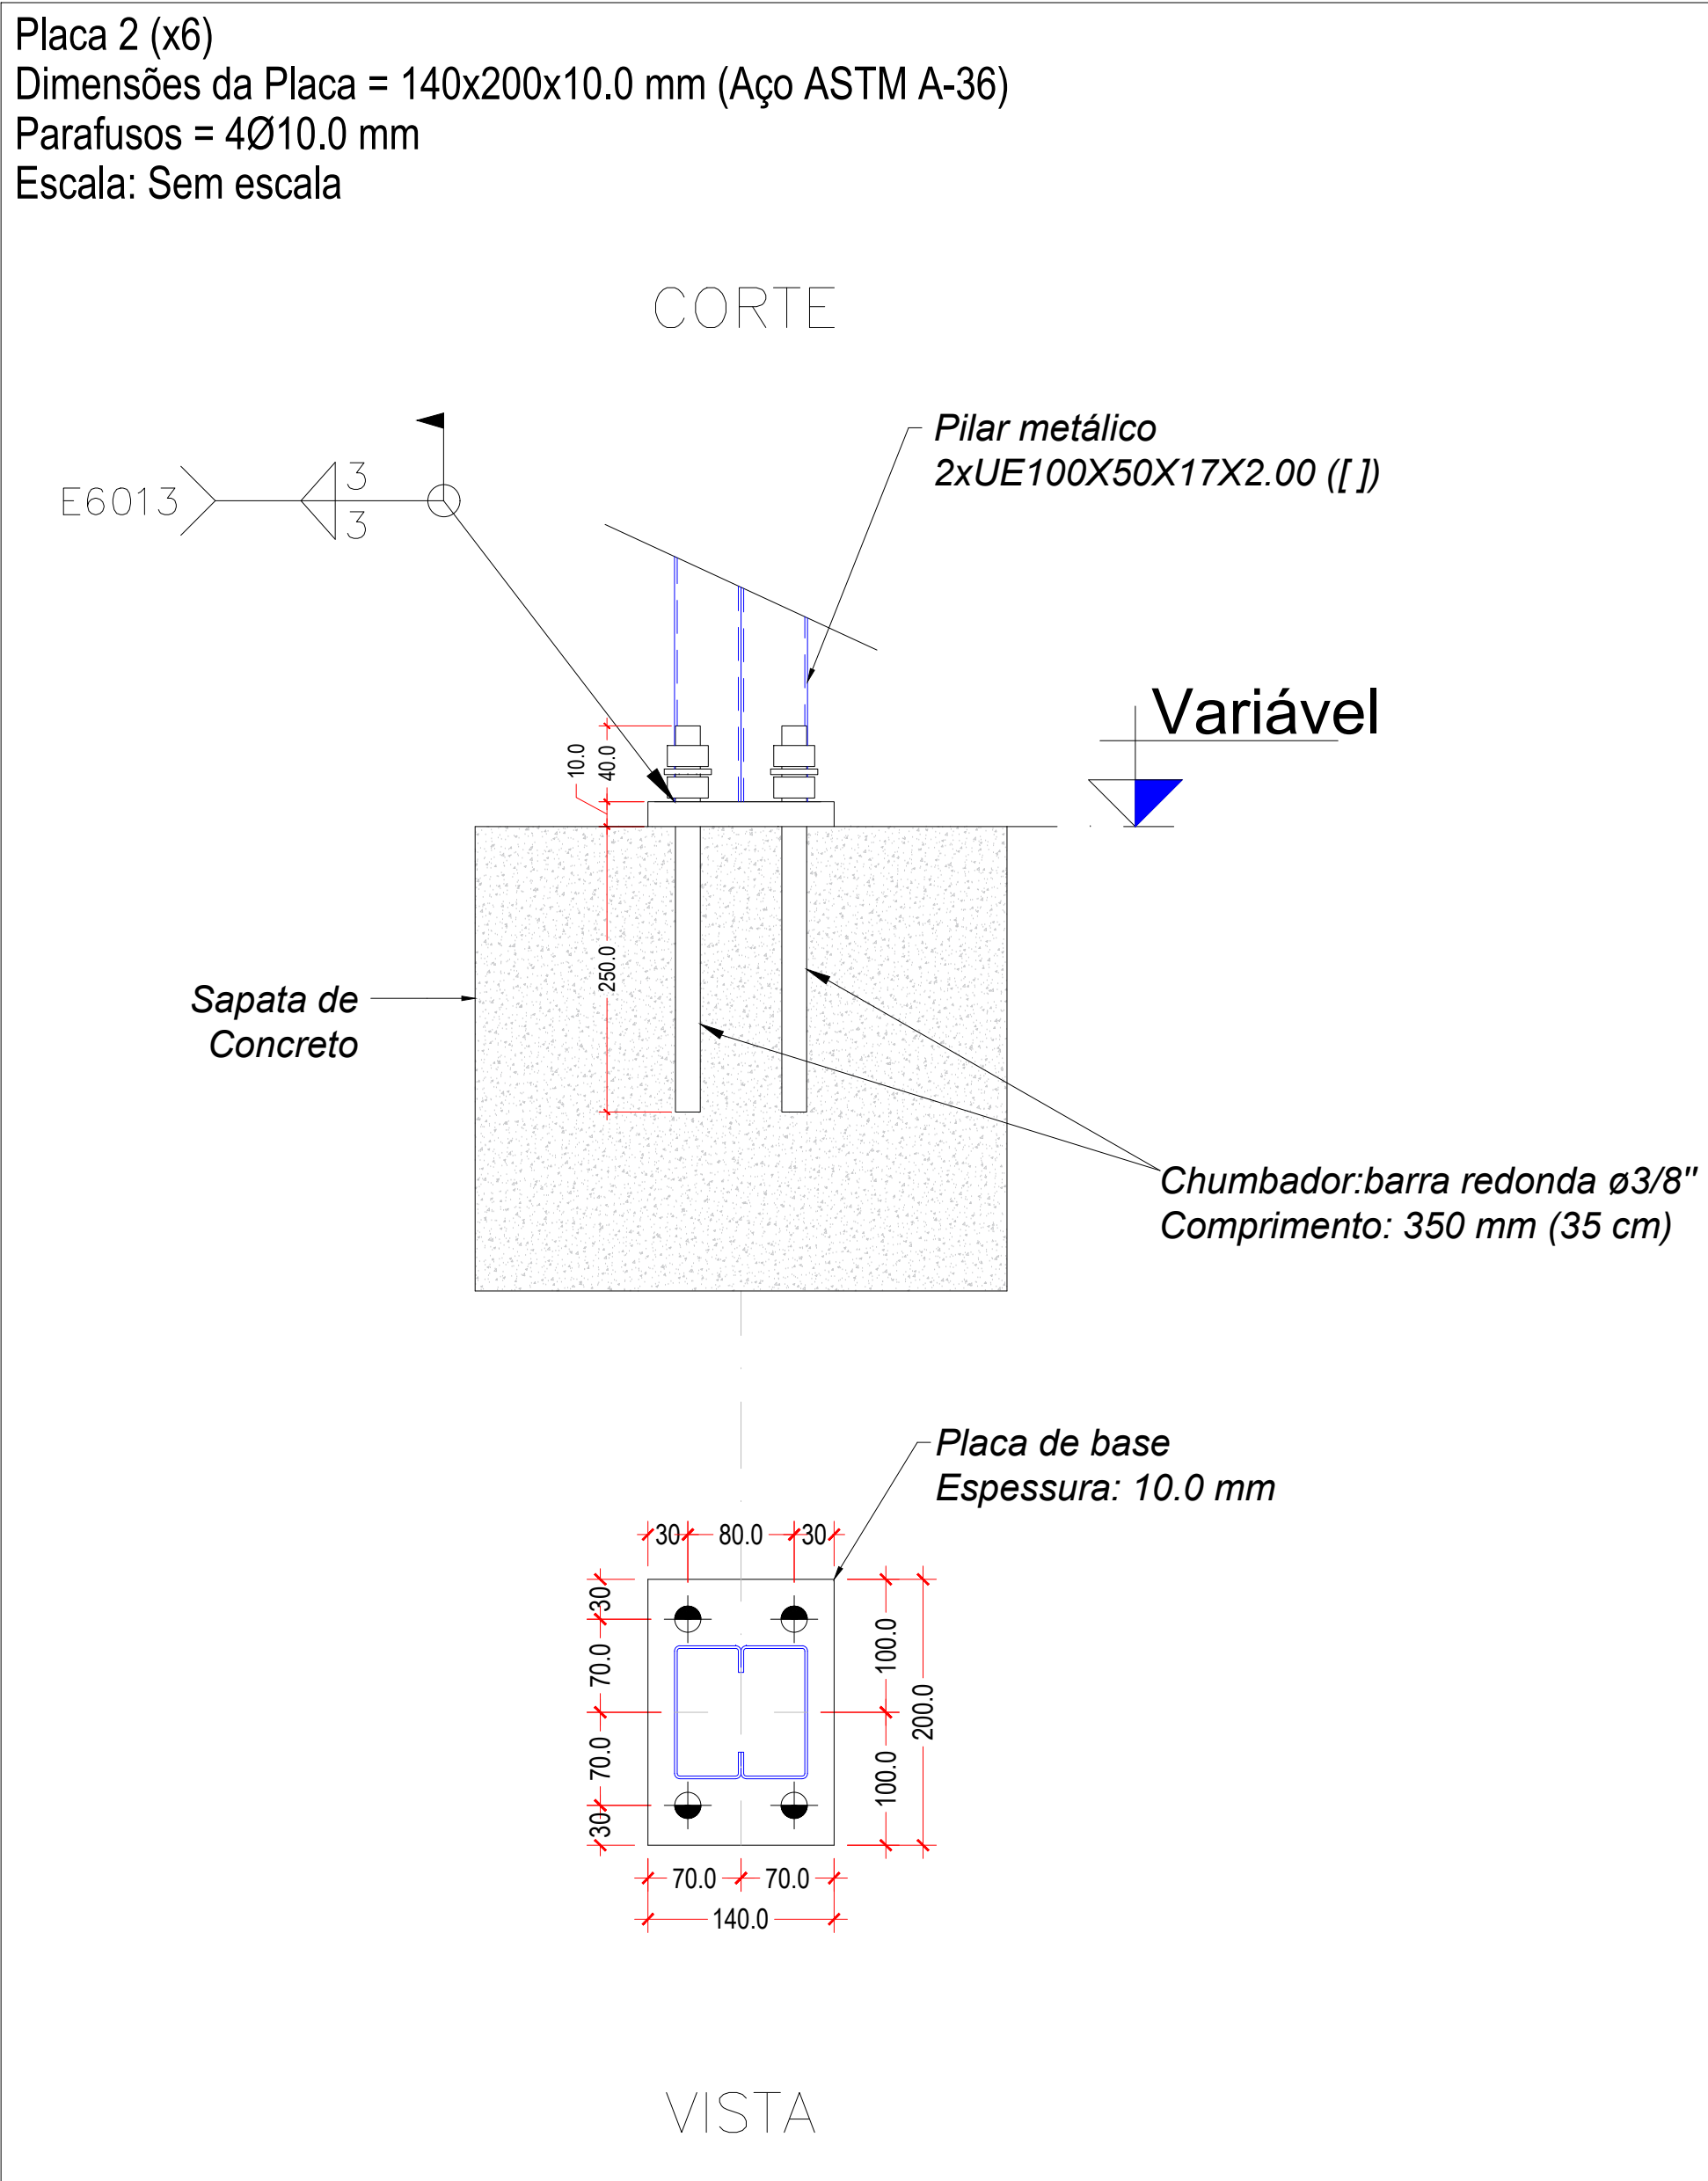 Placa 2 (x6)
Dimensões da Placa = 140x200x10.0 mm (Aço ASTM A-36)
Parafusos = 4Ø10.0 mm
Escala: Sem escala
CORTE
Pilar metálico
2xUE100X50X17X2.00 ([ ])
E6013
3
3
Variável
10.0
40.0
250.0
Sapata de
Concreto
Chumbador:barra redonda ø3/8"
Comprimento: 350 mm (35 cm)
Placa de base
Espessura: 10.0 mm
30
80.0
30
30
70.0
70.0
30
100.0
100.0
200.0
70.0
70.0
140.0
VISTA